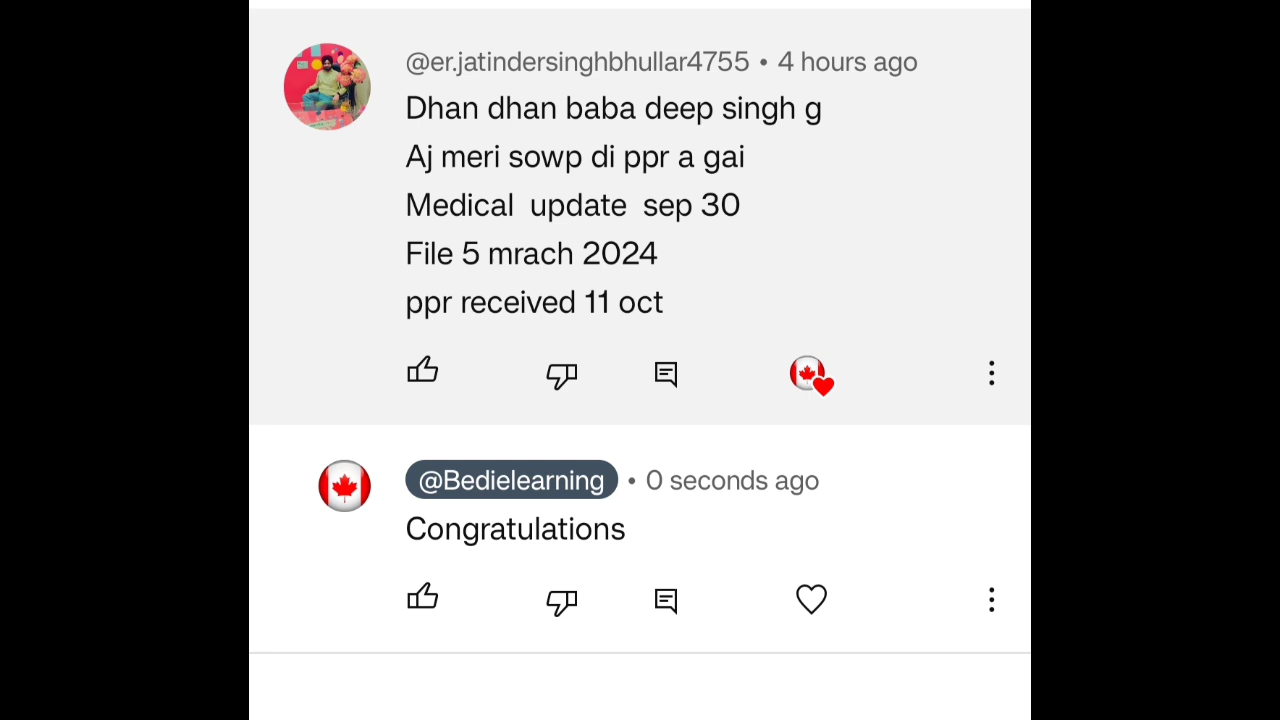 @er.jatindersinghbhullar4755 • 4 hours ago
Dhan dhan baba deep singh g
Aj meri sowp di ppr a gai
Medical update sep 30
File 5 mrach 2024
ppr received 11 oct
@Bedielearning • 0 seconds ago
Congratulations